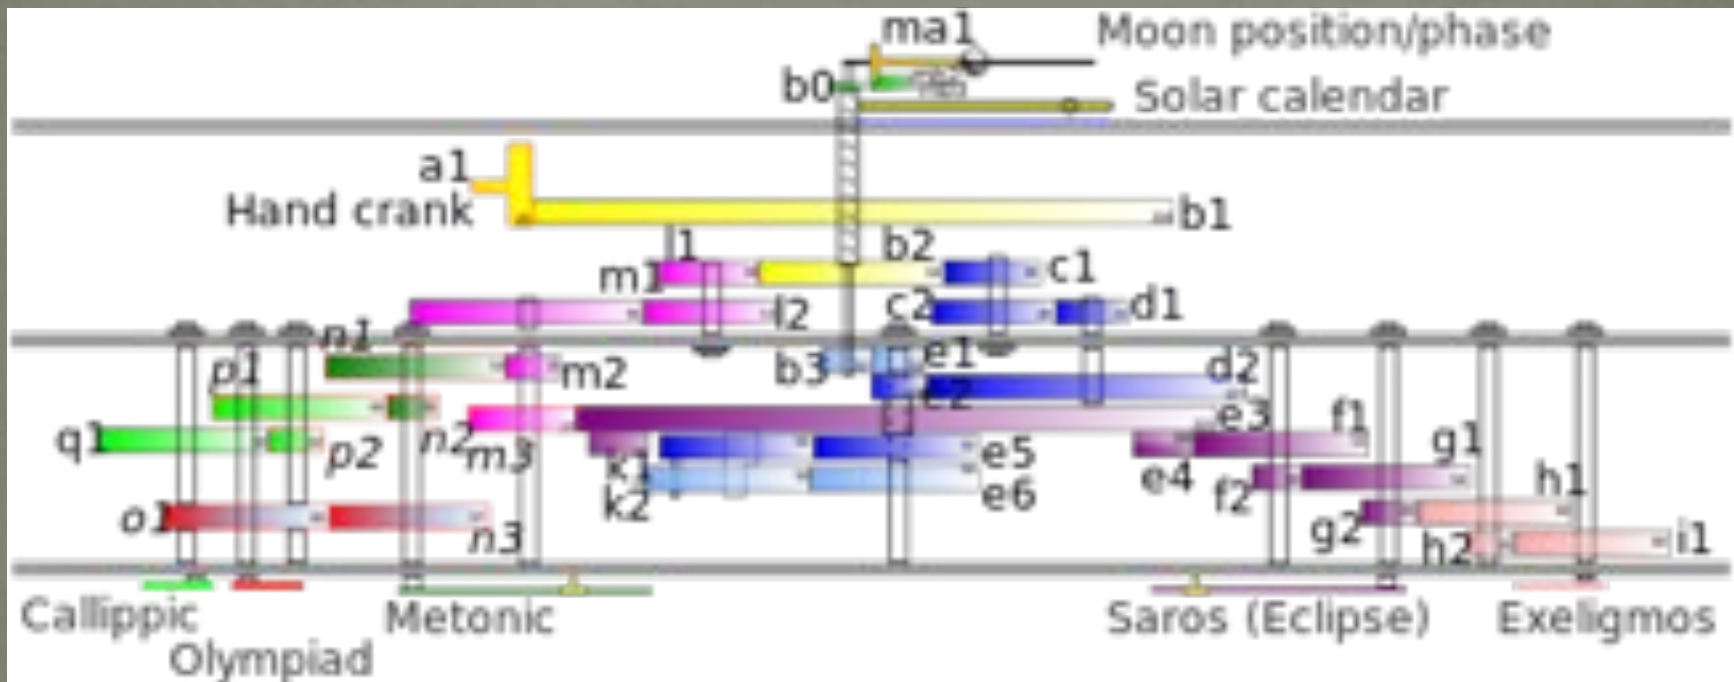 ma1
Moon position/phase
b0
Solar calendar
a1
Hand crank
b1
l1
b2
m1
c1
l2
c2
d1
n1
p1
m2
b3
e1
d2
e2
q1
p2
n2
m3
e3
f1
k1
e5
g1
k2
e6
e4
f2
h1
o1
n3
g2
h2
i1
Callippic
Metonic
Saros (Eclipse)
Exeligmos
Olympiad